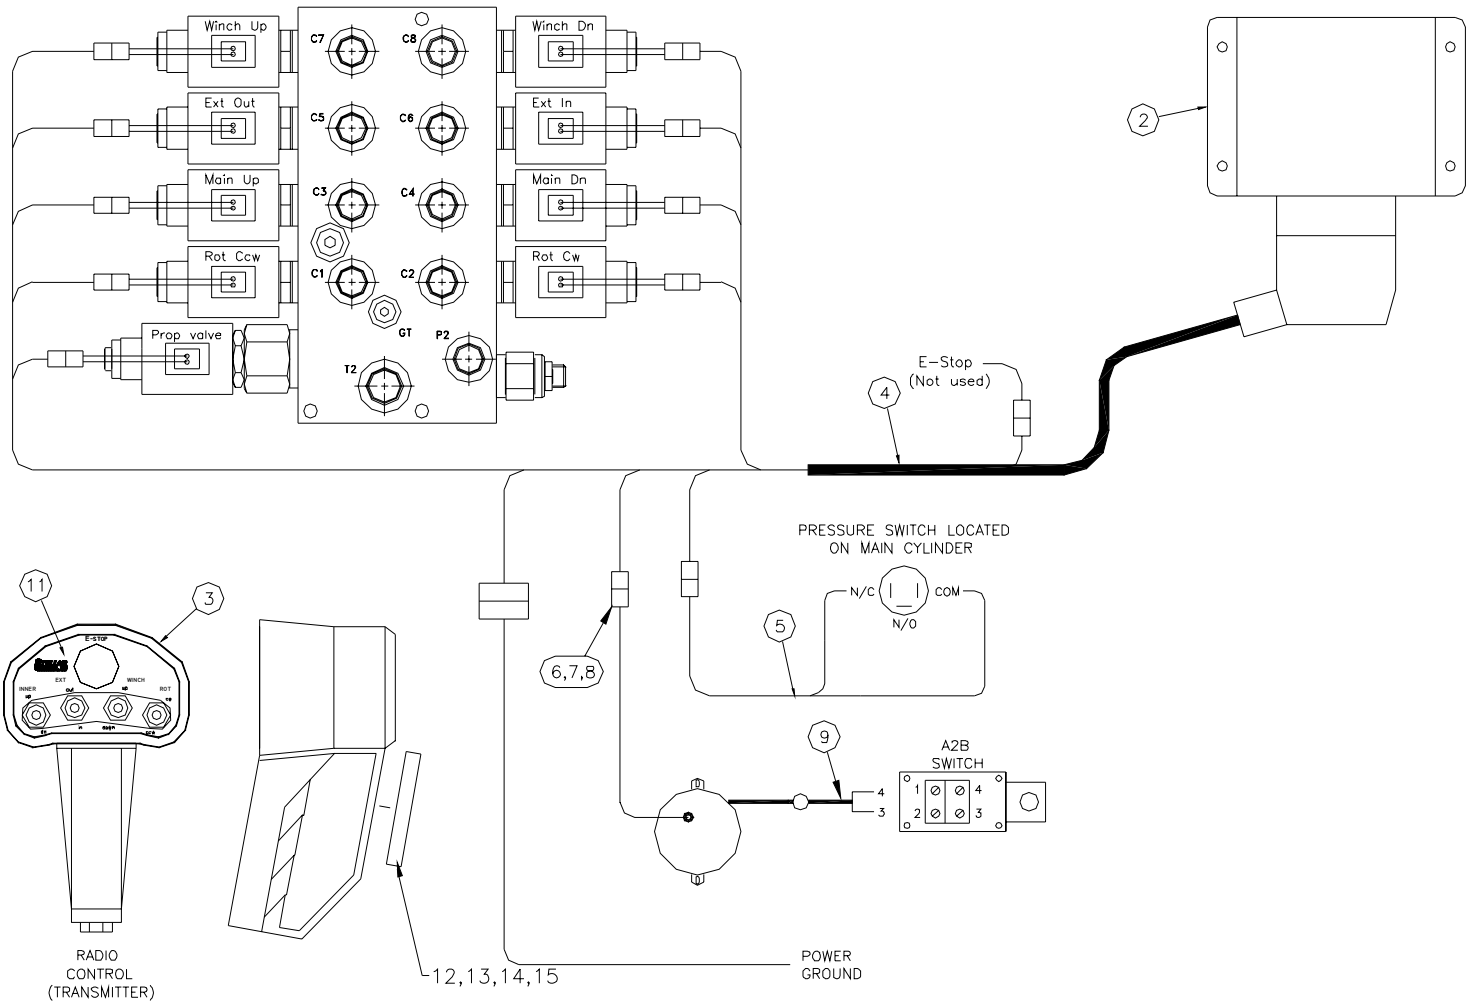 Winch Up
C7
C8
Winch Dn
Ext Out
C5
C6
Ext In
2
Main Up
C3
C4
Main Dn
Rot Ccw
C1
C2
Rot Cw
Prop valve
GT
P2
T2
E-Stop
(Not used)
4
PRESSURE SWITCH LOCATED
ON MAIN CYLINDER
N/C
COM
N/O
11
3
5
6,7,8
E-STOP
EXT
WINCH
INNER
ROT
up
out
up
9
A2B
SWITCH
4
3
1
4
2
3
RADIO
CONTROL
(TRANSMITTER)
12,13,14,15
POWER
GROUND